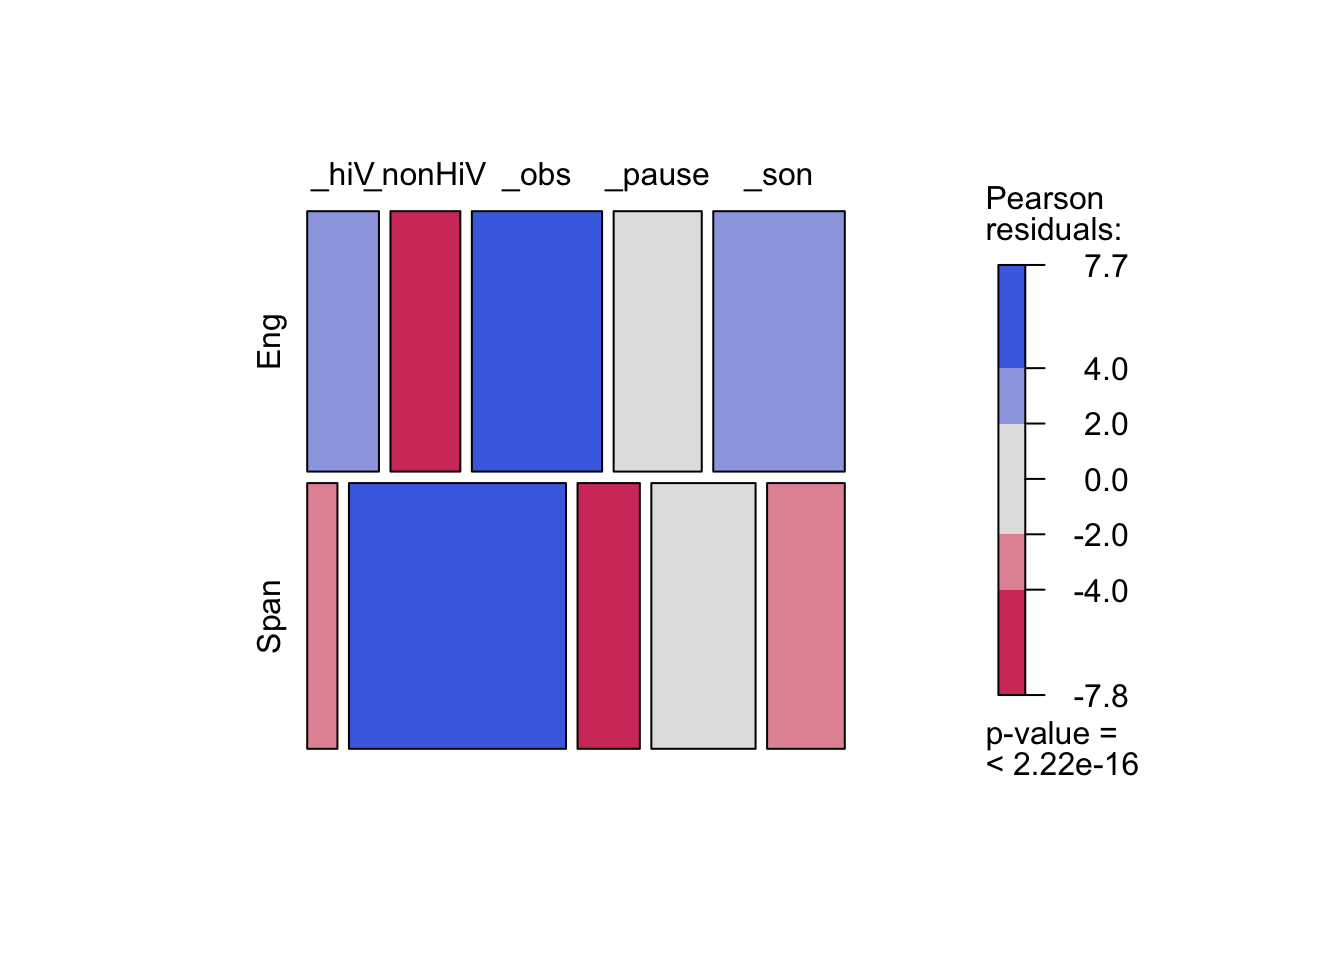 _hiV _nonHiV _obs _pause _son
Eng
Span
Pearson
residuals:
7.7
4.0
2.0
0.0
-2.0
-4.0
-7.8
p-value =
< 2.22e-16